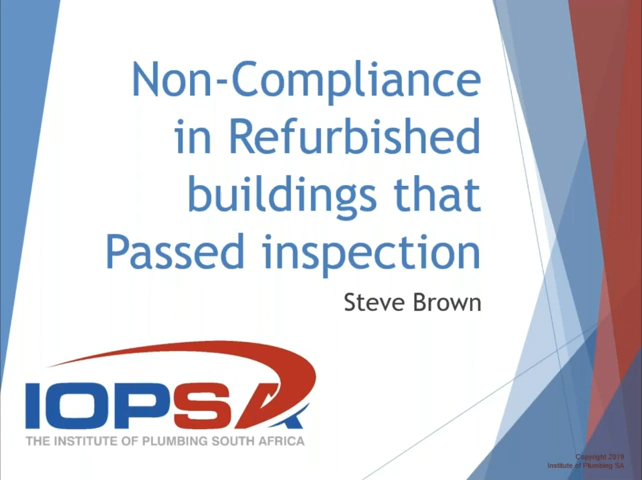 Non-Compliance
in Refurbished
buildings that
Passed inspection
Steve Brown
IOPSA
THE INSTITUTE OF PLUMBING SOUTH AFRICA
Copyright 2019
Institute of Plumbing SA